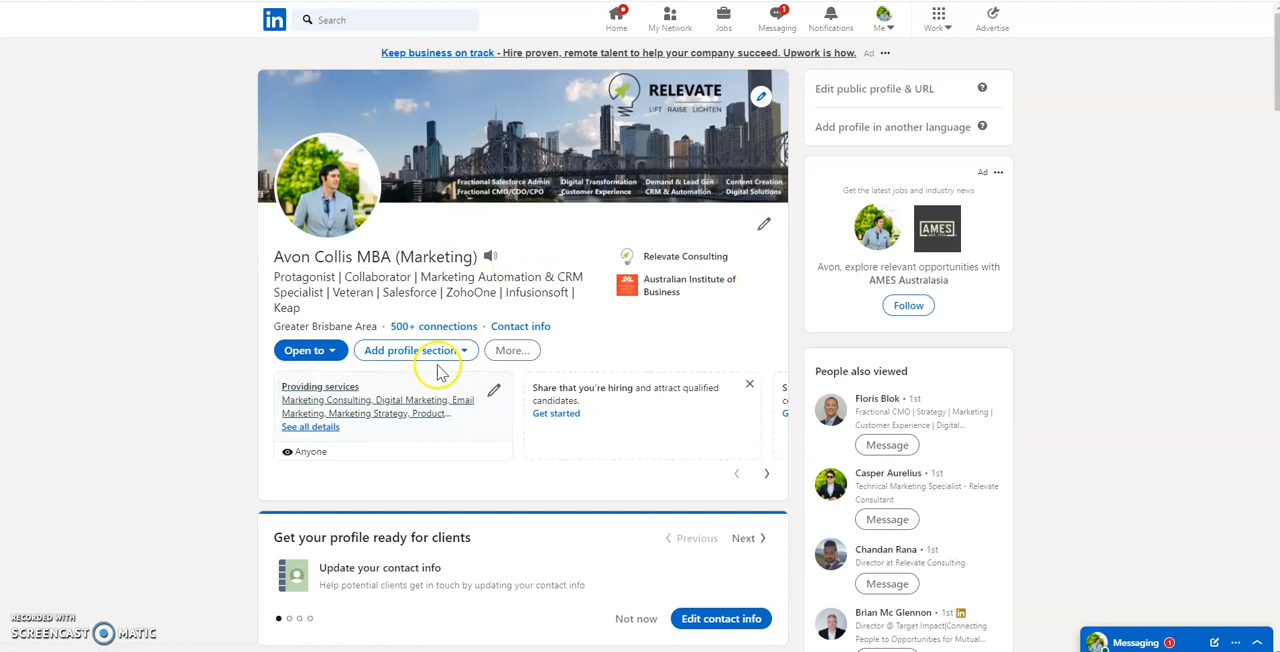 in
Search
Home
My Network
Jobs
1
Messaging
Notifications
Me
Work
Advertise
Keep business on track - Hire proven, remote talent to help your company succeed. Upwork is now. Ad •••
RELEVATE
LIFT RAISE LIGHTEN
Fractional Salesforce Admin Digital Transformation Demand & Lead Gen Content Creation
Fractional CMO/CDO/CPO Customer Experience CRM & Automation Digital Solutions
Avon Collis MBA (Marketing)
Protagonist | Collaborator | Marketing Automation & CRM
Specialist | Veteran | Salesforce | ZohoOne | Infusionsoft |
Keap
Greater Brisbane Area · 500+ connections · Contact info
Relevate Consulting
Australian Institute of
Business
Open to
Add profile section
More...
Providing services
Marketing Consulting, Digital Marketing, Email
Marketing, Marketing Strategy, Product...
See all details
Anyone
Share that you're hiring and attract qualified
candidates.
Get started
S
c
G
Get your profile ready for clients
Previous
Next
Update your contact info
Help potential clients get in touch by updating your contact info
Not now
Edit contact info
Edit public profile & URL
?
Add profile in another language
?
Ad •••
Get the latest jobs and industry news
AMES
Avon, explore relevant opportunities with
AMES Australasia
Follow
People also viewed
Floris Blok • 1st
Fractional CMO | Strategy | Marketing |
Customer Experience | Digital...
Message
Casper Aurelius • 1st
Technical Marketing Specialist - Relevate
Consultant
Message
Chandan Rana • 1st
Director at Relevate Consulting
Message
Brian Mc Glennon • 1st in
Director @ Target Impact|Connecting
People to Opportunities for Mutual...
Messaging 1 •••
RECORDED WITH
SCREENCAST MATIC